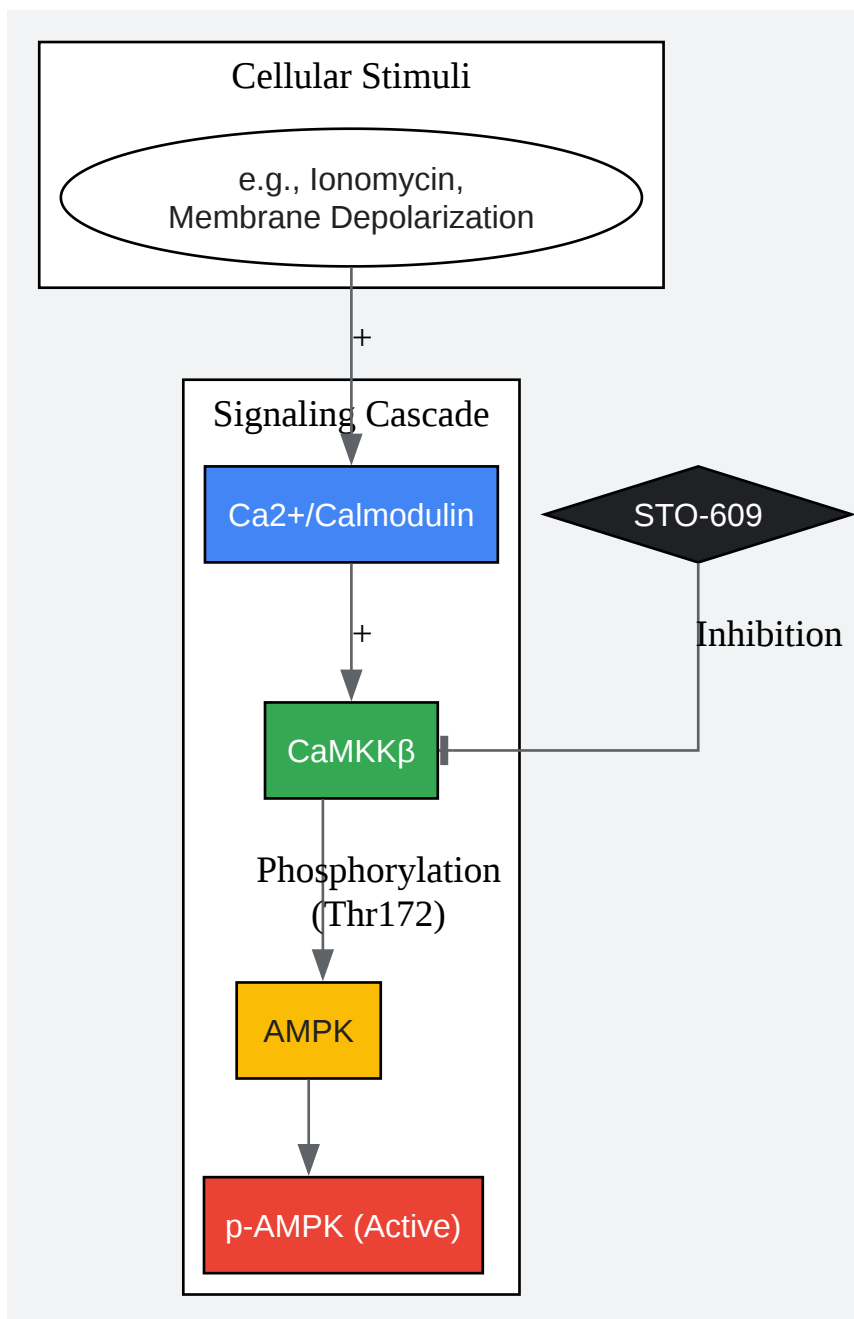 Cellular Stimuli
e.g., Ionomycin,
Membrane Depolarization
+
Signaling Cascade
Ca2+/Calmodulin
STO-609
+
Inhibition
CaMKKβ
Phosphorylation
(Thr172)
AMPK
p-AMPK (Active)